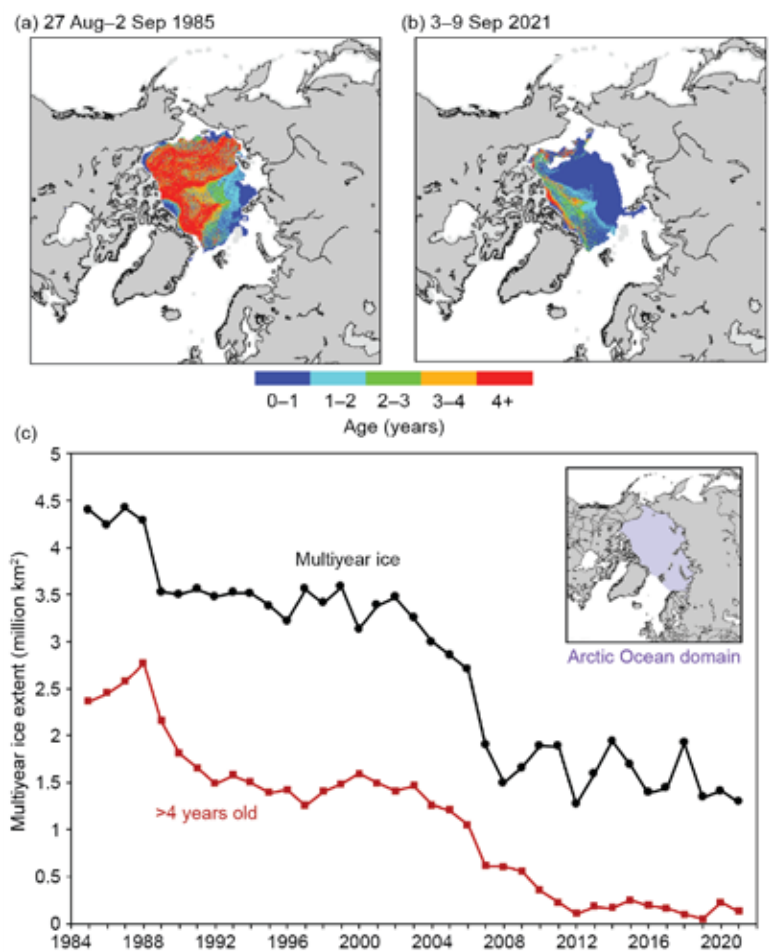 (a) 27 Aug–2 Sep 1985
(b) 3–9 Sep 2021
0–1 1–2 2–3 3–4 4+
Age (years)
(c)
Multiyear ice extent (million km²)
5
4.5
4
3.5
3
2.5
2
1.5
1
0.5
0
Multiyear ice
>4 years old
Arctic Ocean domain
1984 1988 1992 1996 2000 2004 2008 2012 2016 2020